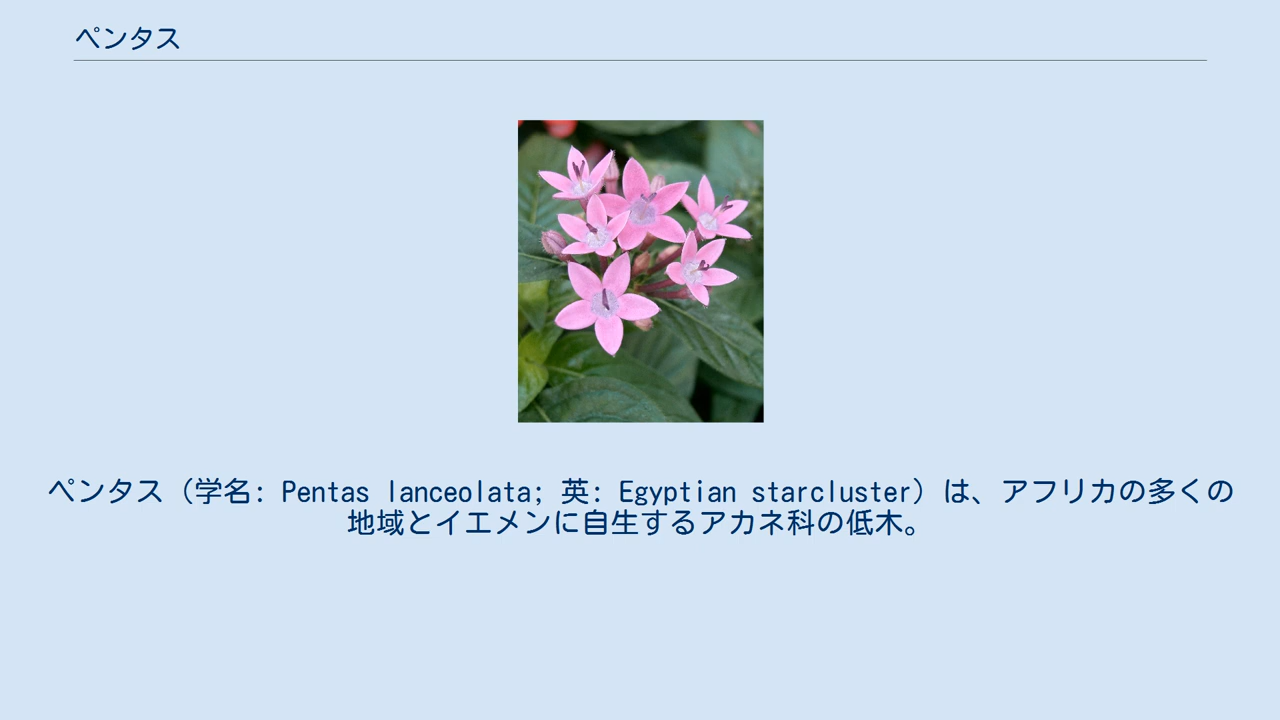 ペンタス
ペンタス（学名: Pentas lanceolata; 英: Egyptian starcluster）は、アフリカの多くの
地域とイエメンに自生するアカネ科の低木。